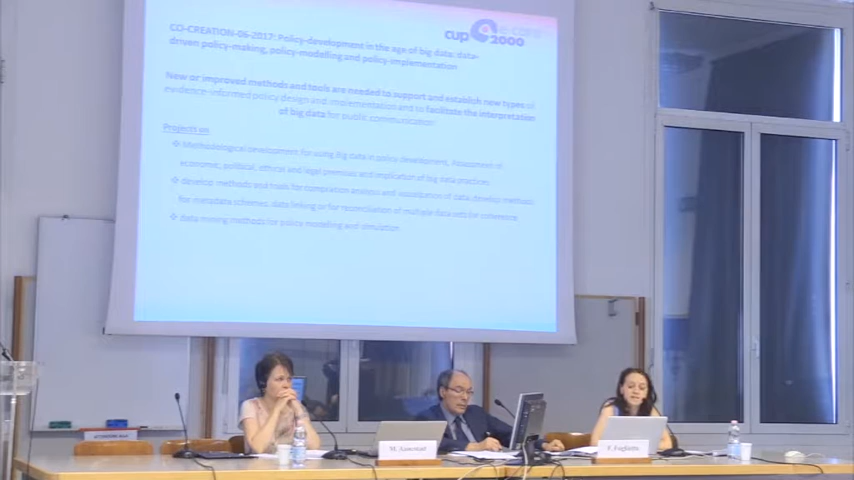 CO-CREATION-06-2017: Policy-development in the age of big data: data-
driven policy-making, policy-modelling and policy-implementation
cup 2000
New or improved methods and tools are needed to support and establish new types of
evidence-informed policy design and implementation and to facilitate the interpretation
of big data for public communication.
Projects on:
Methodological development for using big data in policy development, Assessment of
economic, political, ethical and legal premises and implication of big data practices;
develop methods and tools for compilation analysis and visualisation of data, develop methods
for metadata schemes, data linking or for reconciliation of multiple data sets for coherence
data mining methods for policy modelling and simulation